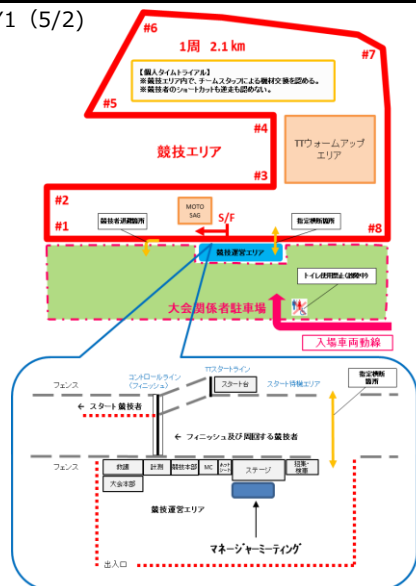 /1（5/2）
#6
1周 2.1km
#7
【個人タイムトライアル】
※競技エリア内で、チームスタッフによる機材交換を認める。
※競技者のショートカットも逆走も認めない。
#5
#4
TTウォームアップ
エリア
競技エリア
#3
#2
MOTO
SAG
S/F
#1
競技者退避箇所
指定横断箇所
#8
競技運営エリア
大会関係者駐車場
入場車両動線
コントロールライン
（フィニッシュ）
TTスタートライン
スタート台
スタート待機エリア
指定横断
箇所
フェンス
← スタート競技者
← フィニッシュ及び周回する競技者
フェンス
救護
計測
競技本部
MC
ホット
シート
ステージ
招集・
検車
大会本部
競技運営エリア
マネージャーミーティング
出入口